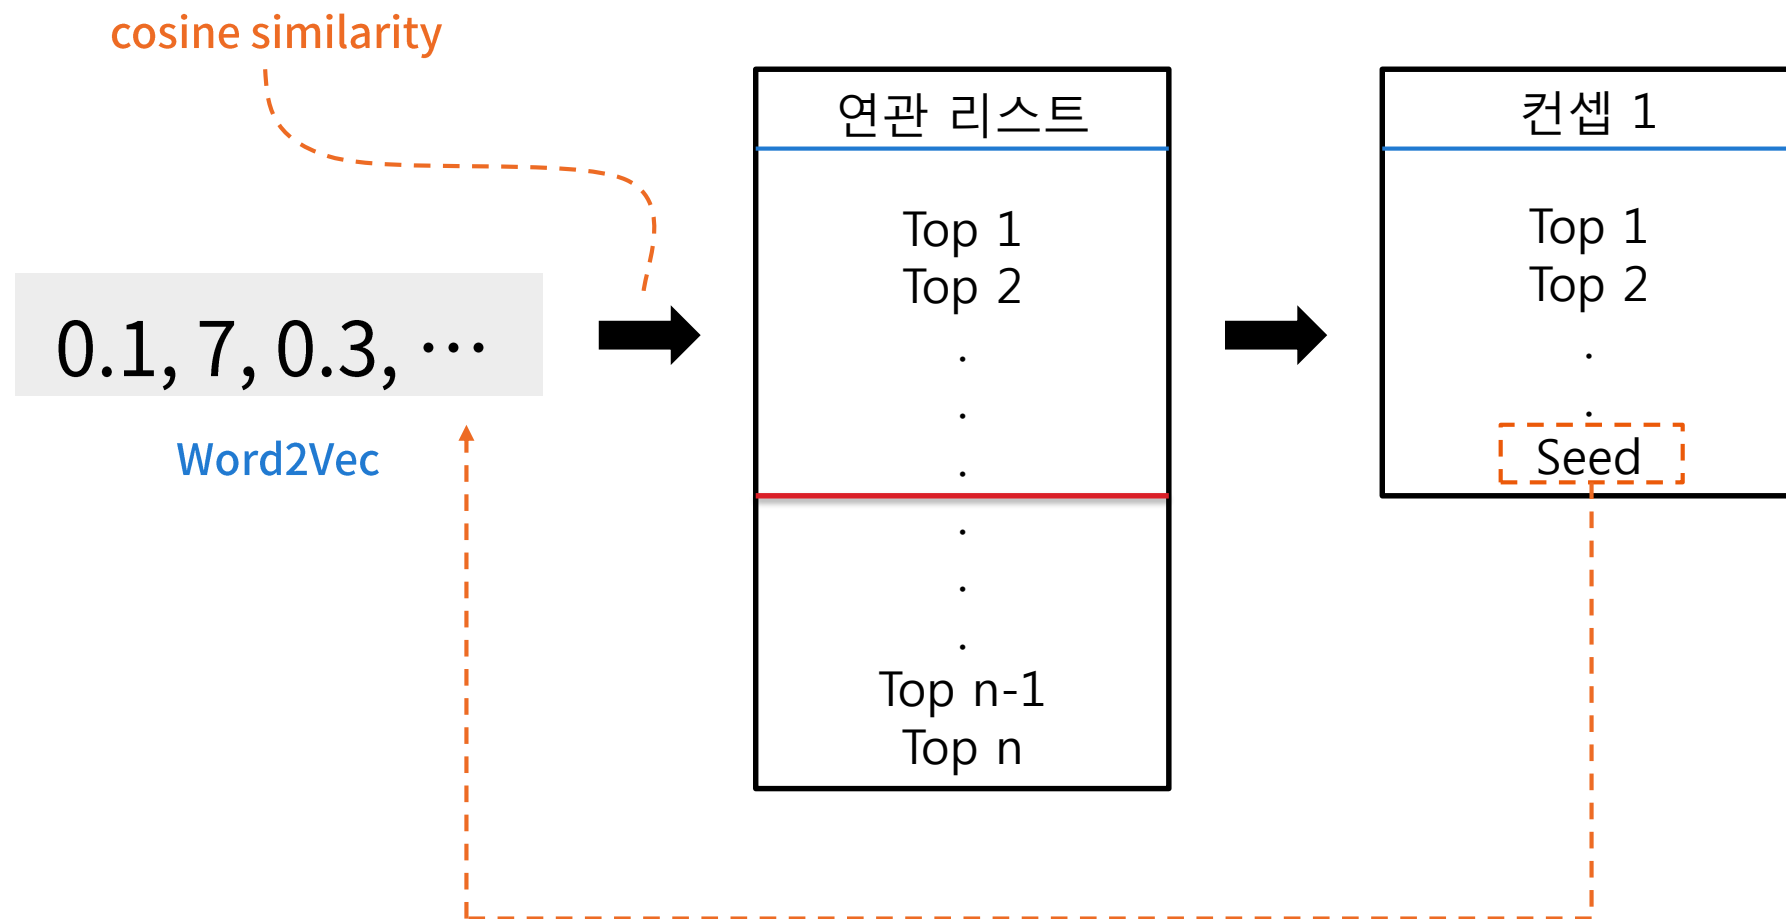 cosine similarity
0.1, 7, 0.3, ⋯
Word2Vec
연관 리스트
Top 1
Top 2
.
.
.
.
.
.
Top n-1
Top n
컨셉 1
Top 1
Top 2
.
.
Seed